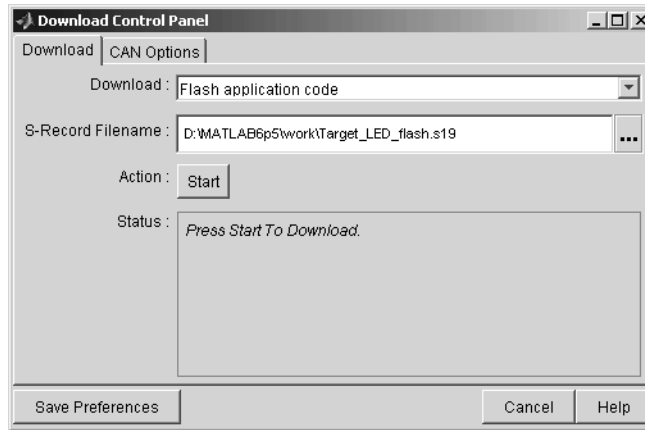 Download Control Panel
Download CAN Options
Download : Flash application code
S-Record Filename : D:\MATLAB6p5\work\Target_LED_flash.s19 ...
Action : Start
Status : Press Start To Download.
Save Preferences Cancel Help